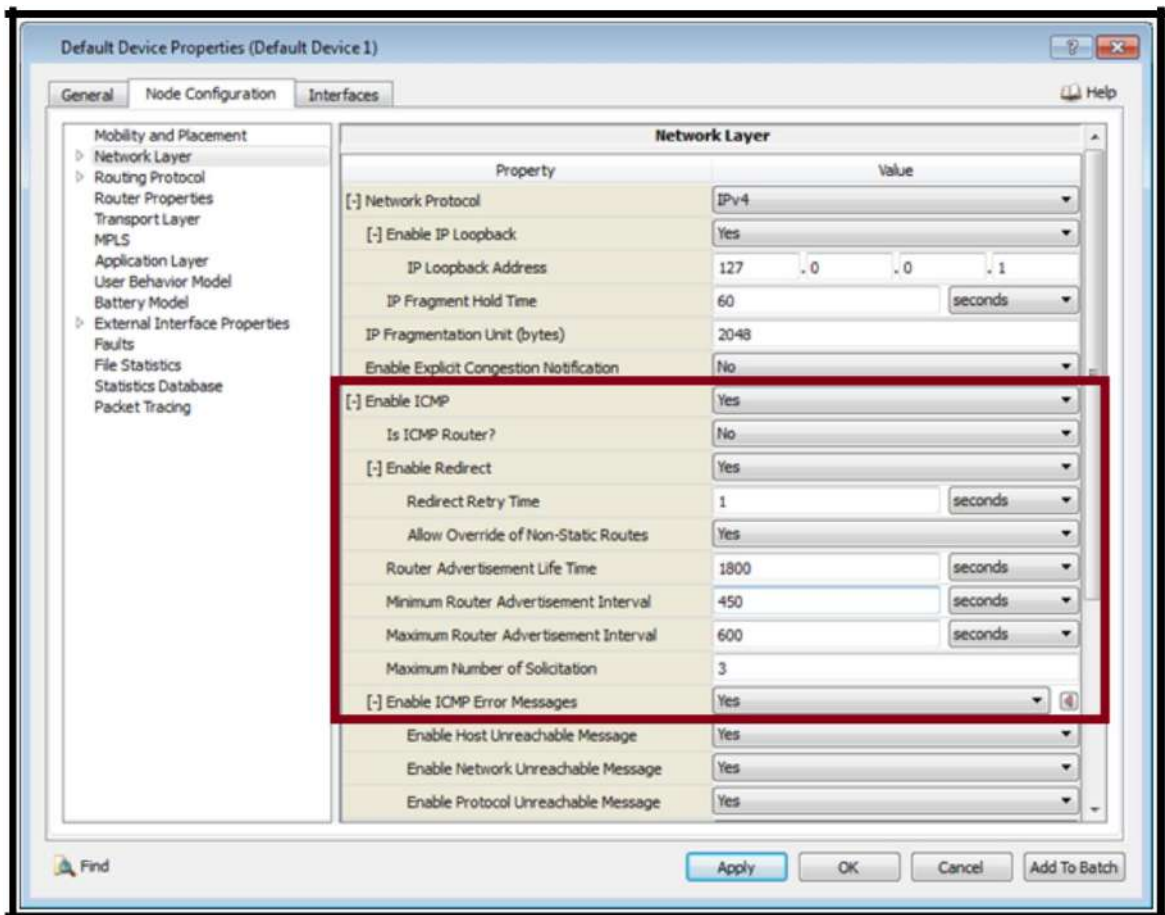 Default Device Properties (Default Device 1)
General Node Configuration Interfaces Help
Mobility and Placement
Network Layer
Routing Protocol
Router Properties
Transport Layer
MPLS
Application Layer
User Behavior Model
Battery Model
External Interface Properties
Faults
File Statistics
Statistics Database
Packet Tracing
Network Layer
Property Value
[-] Network Protocol IPv4
[-] Enable IP Loopback Yes
IP Loopback Address 127 . 0 . 0 . 1
IP Fragment Hold Time 60 seconds
IP Fragmentation Unit (bytes) 2048
Enable Explicit Congestion Notification No
[-] Enable ICMP Yes
Is ICMP Router? No
[-] Enable Redirect Yes
Redirect Retry Time 1 seconds
Allow Override of Non-Static Routes Yes
Router Advertisement Life Time 1800 seconds
Minimum Router Advertisement Interval 450 seconds
Maximum Router Advertisement Interval 600 seconds
Maximum Number of Solicitation 3
[-] Enable ICMP Error Messages Yes
Enable Host Unreachable Message Yes
Enable Network Unreachable Message Yes
Enable Protocol Unreachable Message Yes
Find Apply OK Cancel Add To Batch